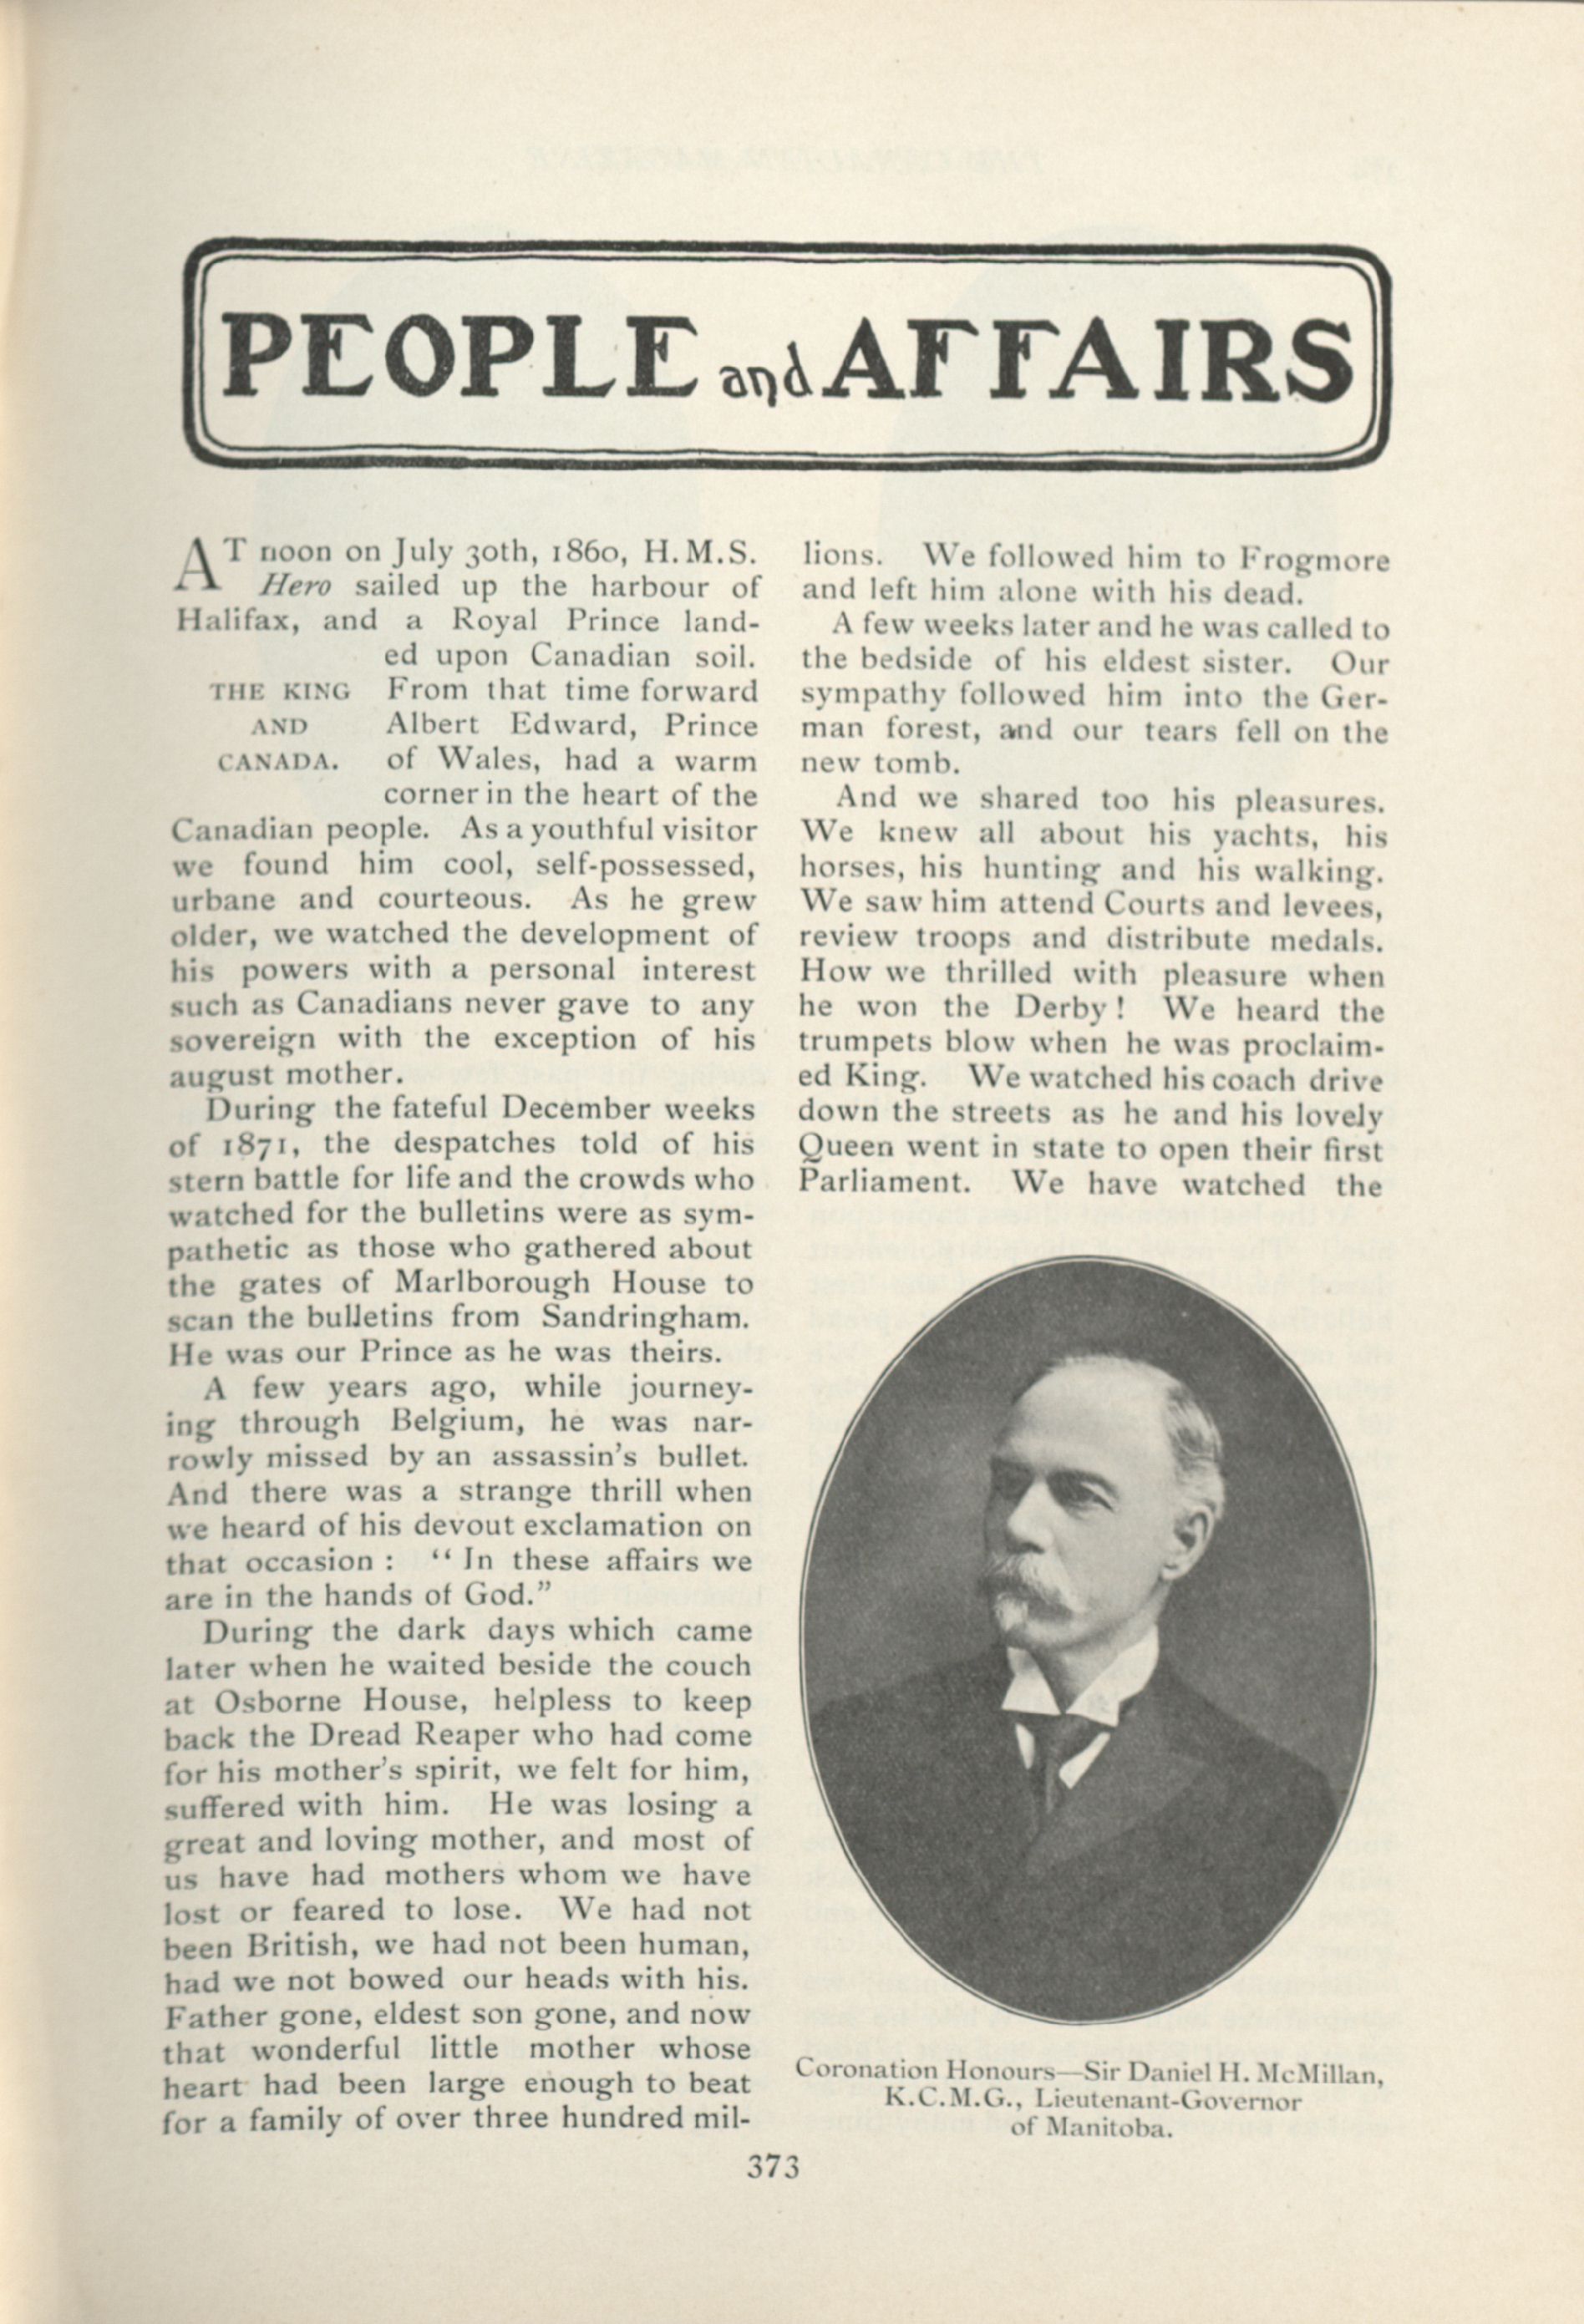 PEOPLE and AFFAIRS
AT noon on July 30th, 1860, H.M.S.
Hero sailed up the harbour of
Halifax, and a Royal Prince land-
ed upon Canadian soil.
THE KING From that time forward
AND Albert Edward, Prince
CANADA. of Wales, had a warm
corner in the heart of the
Canadian people. As a youthful visitor
we found him cool, self-possessed,
urbane and courteous. As he grew
older, we watched the development of
his powers with a personal interest
such as Canadians never gave to any
sovereign with the exception of his
august mother.
During the fateful December weeks
of 1871, the despatches told of his
stern battle for life and the crowds who
watched for the bulletins were as sym-
pathetic as those who gathered about
the gates of Marlborough House to
scan the bulletins from Sandringham.
He was our Prince as he was theirs.
A few years ago, while journey-
ing through Belgium, he was nar-
rowly missed by an assassin's bullet.
And there was a strange thrill when
we heard of his devout exclamation on
that occasion : “ In these affairs we
are in the hands of God.”
During the dark days which came
later when he waited beside the couch
at Osborne House, helpless to keep
back the Dread Reaper who had come
for his mother's spirit, we felt for him,
suffered with him. He was losing a
great and loving mother, and most of
us have had mothers whom we have
lost or feared to lose. We had not
been British, we had not been human,
had we not bowed our heads with his.
Father gone, eldest son gone, and now
that wonderful little mother whose
heart had been large enough to beat
for a family of over three hundred mil-
lions. We followed him to Frogmore
and left him alone with his dead.
A few weeks later and he was called to
the bedside of his eldest sister. Our
sympathy followed him into the Ger-
man forest, and our tears fell on the
new tomb.
And we shared too his pleasures.
We knew all about his yachts, his
horses, his hunting and his walking.
We saw him attend Courts and levees,
review troops and distribute medals.
How we thrilled with pleasure when
he won the Derby! We heard the
trumpets blow when he was proclaim-
ed King. We watched his coach drive
down the streets as he and his lovely
Queen went in state to open their first
Parliament. We have watched the
Coronation Honours—Sir Daniel H. McMillan,
K.C.M.G., Lieutenant-Governor
of Manitoba.
373